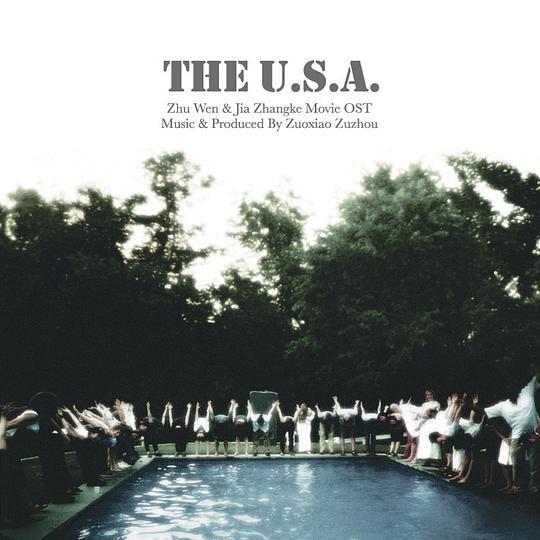 THE U.S.A.
Zhu Wen & Jia Zhangke Movie OST
Music & Produced By Zuoxiao Zuzhou